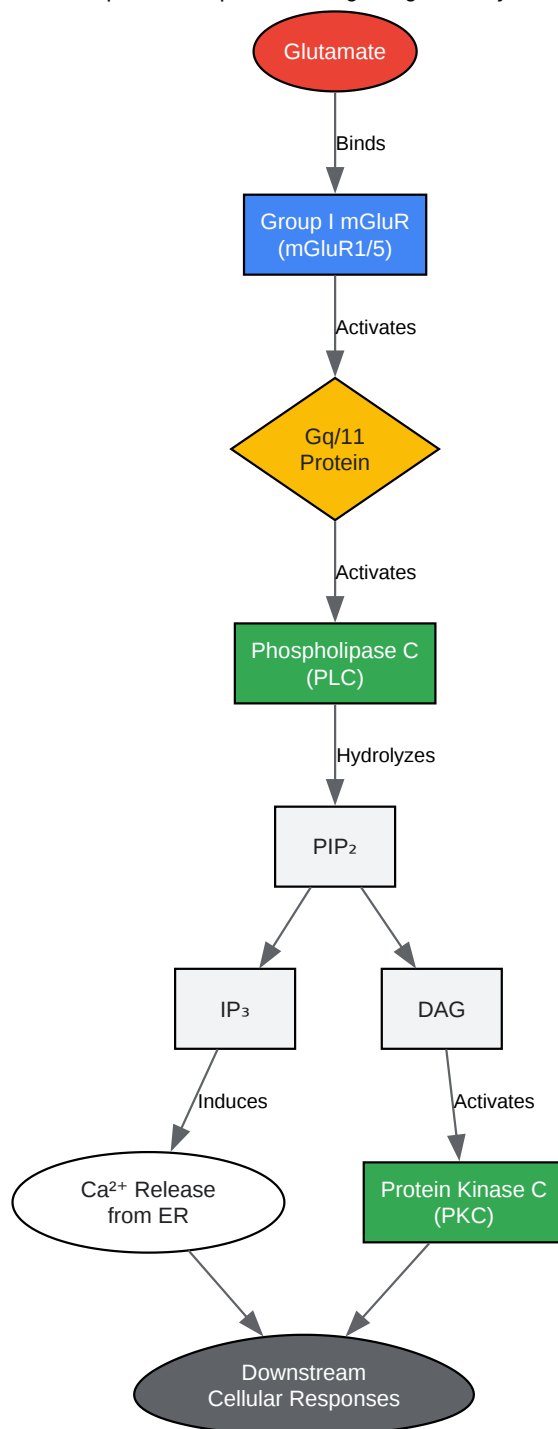 Glutamate
Binds
Group I mGluR
(mGluR1/5)
Activates
Gq/11
Protein
Activates
Phospholipase C
(PLC)
Hydrolyzes
PIP₂
IP₃
DAG
Induces
Activates
Ca²⁺ Release
from ER
Protein Kinase C
(PKC)
Downstream
Cellular Responses